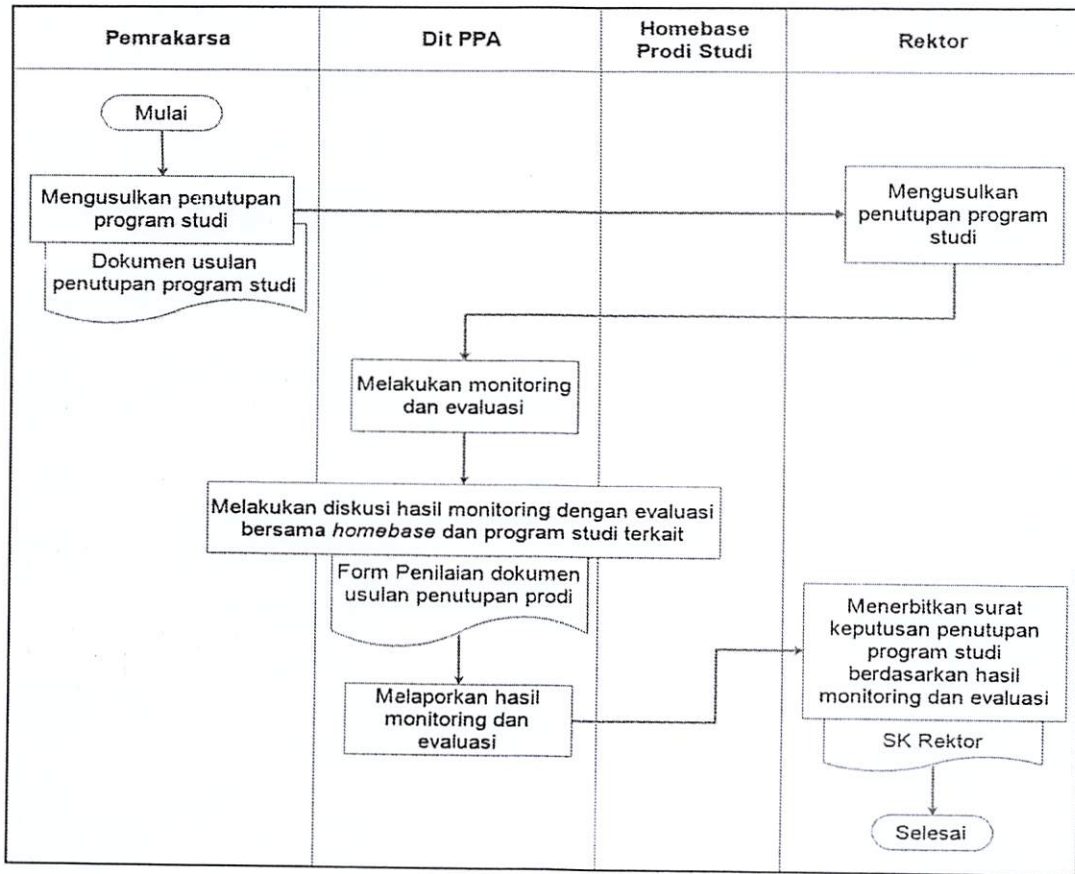 Pemrakarsa
Dit PPA
Homebase
Prodi Studi
Rektor
Mulai
Mengusulkan penutupan
program studi
Dokumen usulan
penutupan program studi
Mengusulkan
penutupan program
studi
Melakukan monitoring
dan evaluasi
Melakukan diskusi hasil monitoring dengan evaluasi
bersama homebase dan program studi terkait
Form Penilaian dokumen
usulan penutupan prodi
Melaporkan hasil
monitoring dan
evaluasi
Menerbitkan surat
keputusan penutupan
program studi
berdasarkan hasil
monitoring dan evaluasi
SK Rektor
Selesai